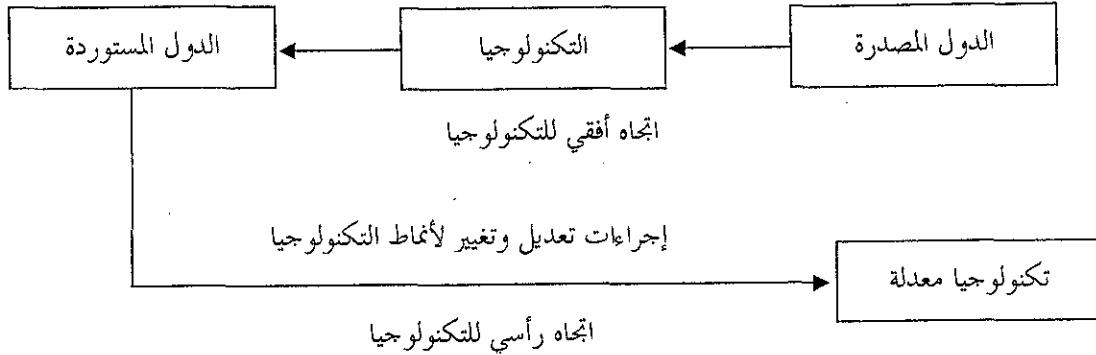 الدول المصدرة
التكنولوجيا
الدول المستوردة
اتجاه أفقي للتكنولوجيا
إجراءات تعديل وتغيير لأنماط التكنولوجيا
تكنولوجيا معدلة
اتجاه رأسي للتكنولوجيا